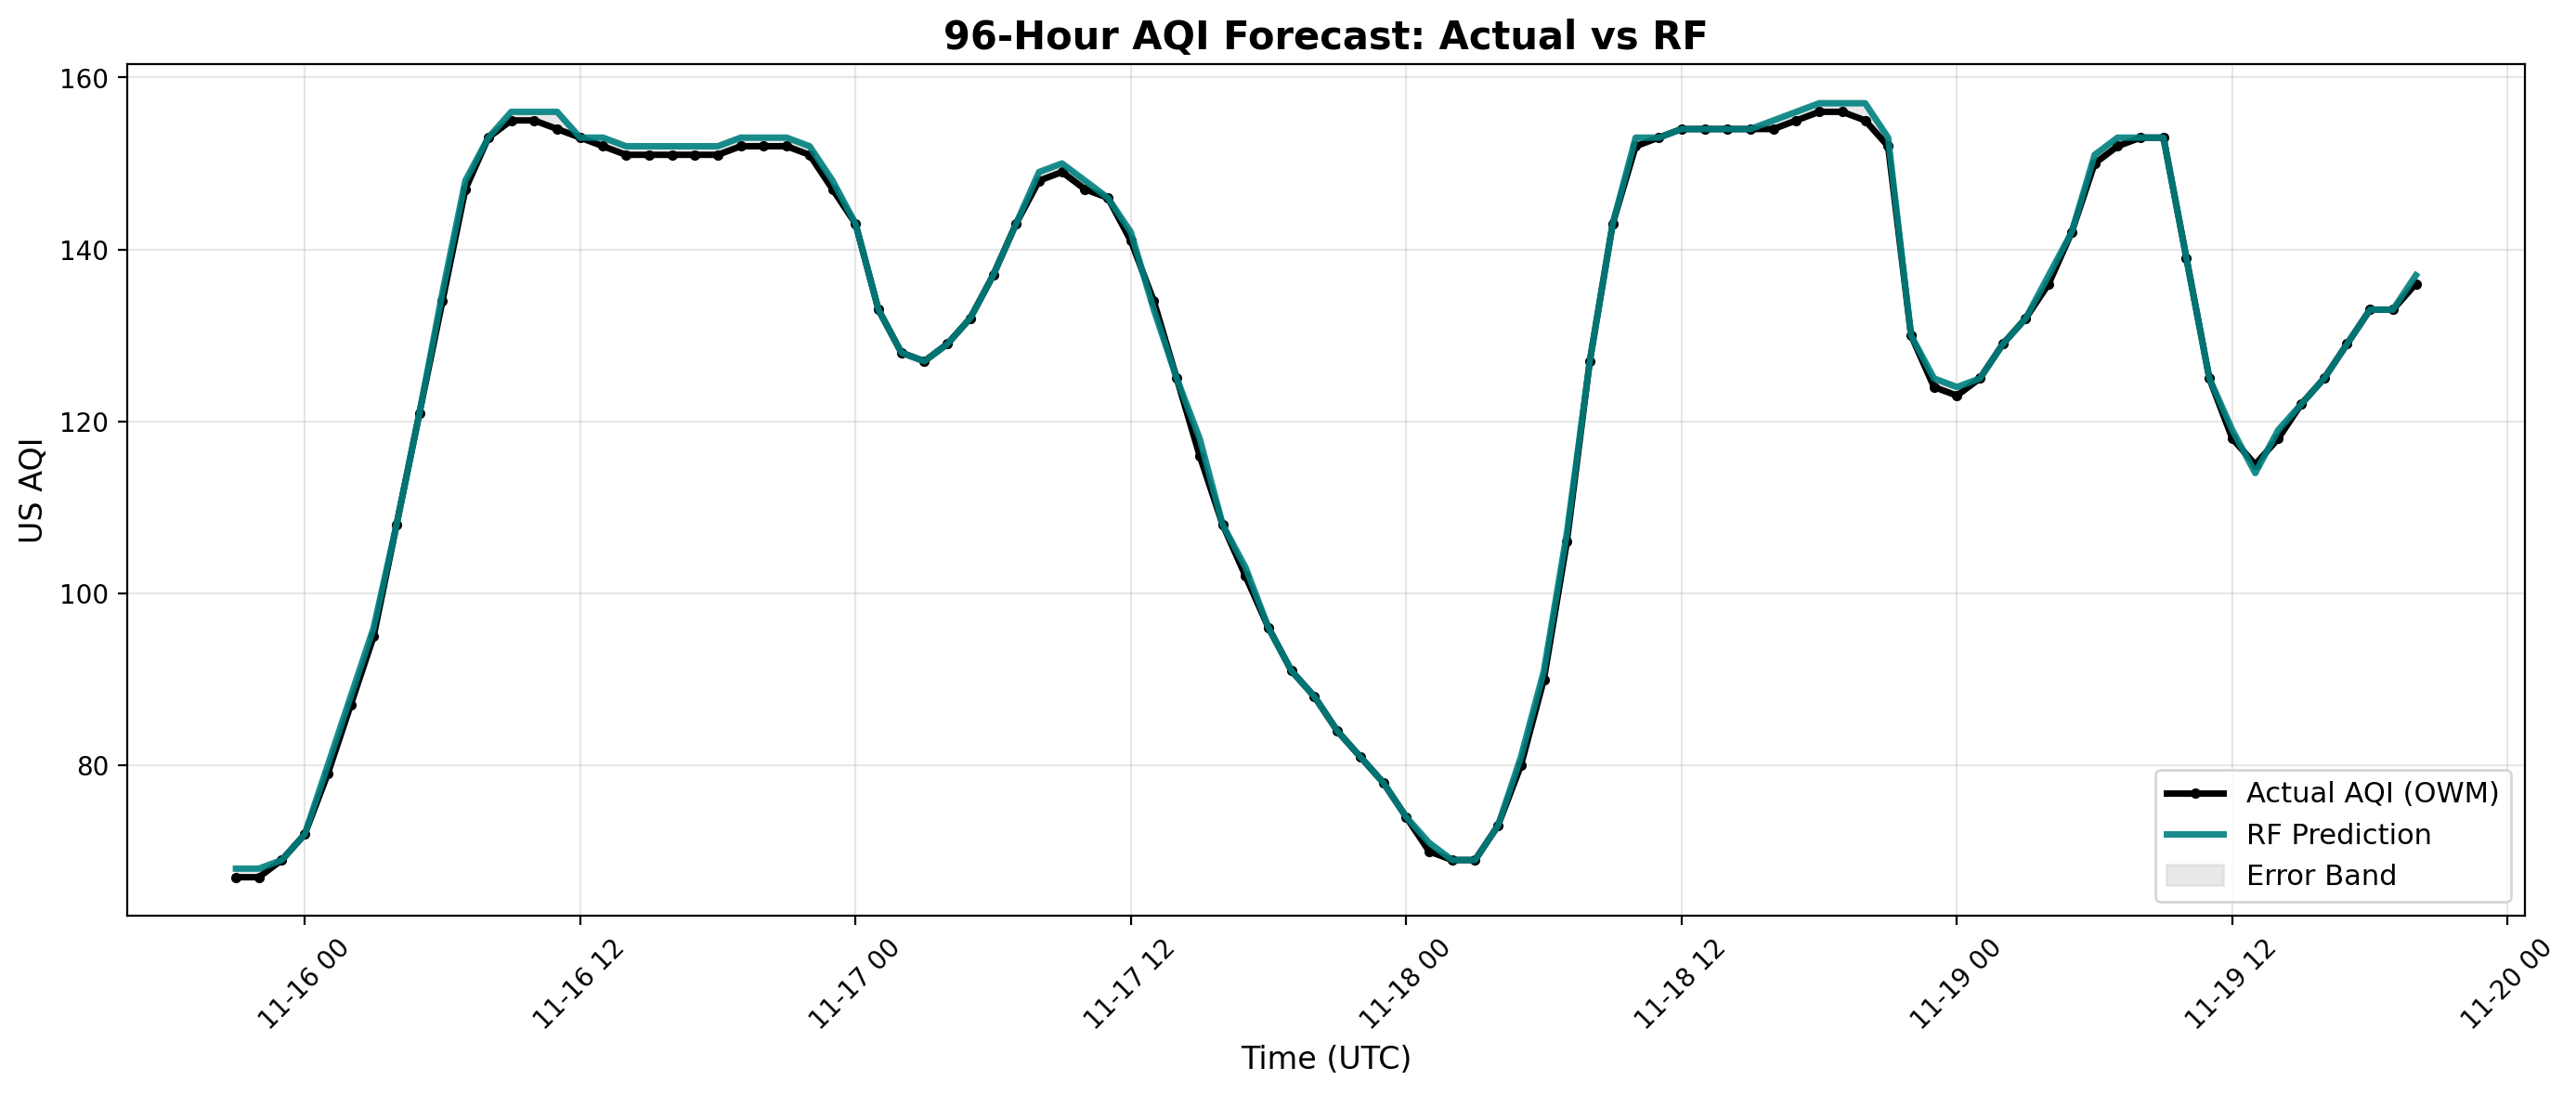 96-Hour AQI Forecast: Actual vs RF
US AQI
160
140
120
100
80
Actual AQI (OWM)
RF Prediction
Error Band
11-16 00
11-16 12
11-17 00
11-17 12
11-18 00
11-18 12
11-19 00
11-19 12
11-20 00
Time (UTC)